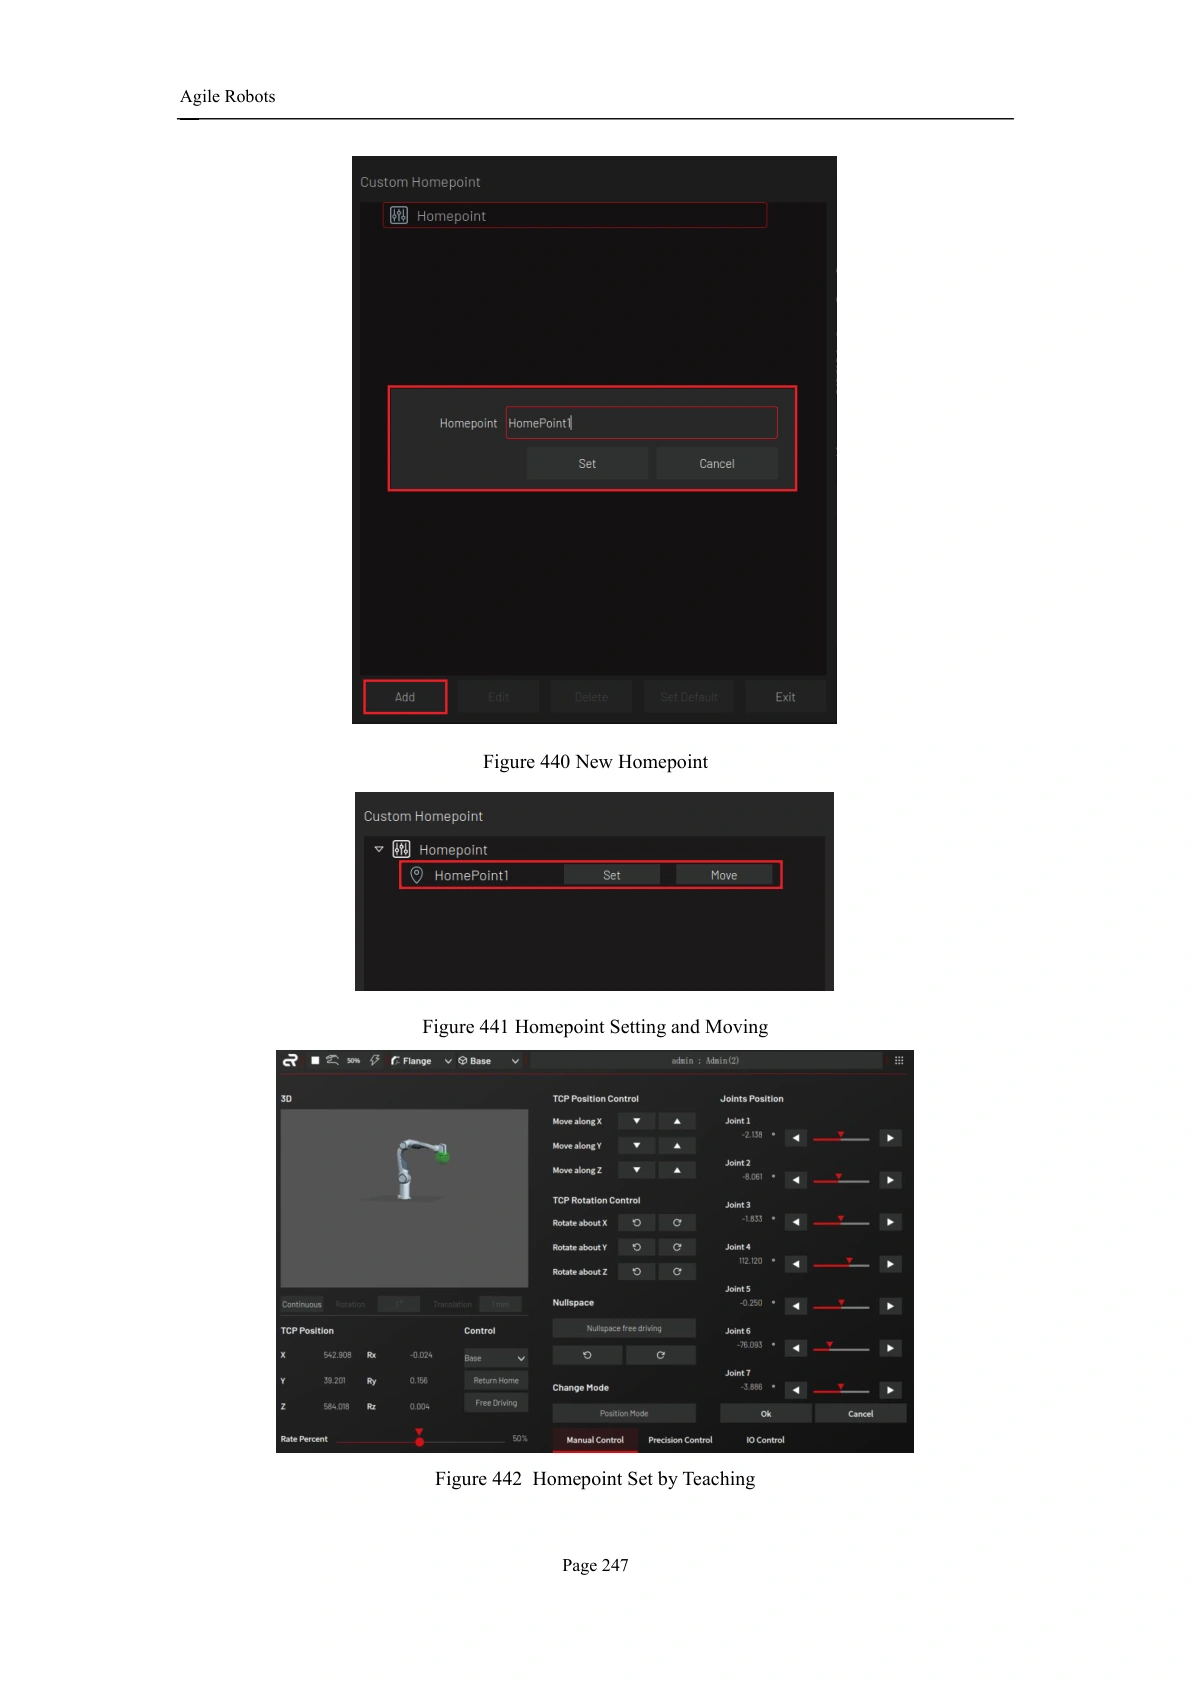 Agile Robots
Custom Homepoint
Homepoint
Homepoint HomePoint1
Set Cancel
Add Edit Delete Set Default Exit
Figure 440 New Homepoint
Custom Homepoint
Homepoint
HomePoint1 Set Move
Figure 441 Homepoint Setting and Moving
50% Flange Base admin : Admin(2)
3D
Continuous Rotation 1° Translation 1mm
TCP Position Control
X 542.908 Rx -0.024 Base
Y 39.201 Ry 0.156 Return Home
Z 584.018 Rz 0.004 Free Driving
Rate Percent 50%
TCP Position Control
Move along X
Move along Y
Move along Z
TCP Rotation Control
Rotate about X
Rotate about Y
Rotate about Z
Nullspace
Nullspace free driving
Change Mode
Position Mode
Joints Position
Joint 1
-2.138 °
Joint 2
-8.061 °
Joint 3
-1.833 °
Joint 4
112.120 °
Joint 5
-0.250 °
Joint 6
-76.093 °
Joint 7
-3.886 °
Ok Cancel
Manual Control Precision Control IO Control
Figure 442 Homepoint Set by Teaching
Page 247